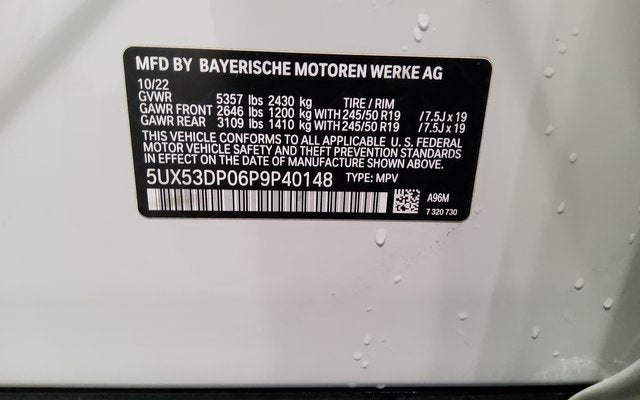 MFD BY BAYERISCHE MOTOREN WERKE AG
10/22
GVWR 5357 lbs 2430 kg TIRE / RIM
GAWR FRONT 2646 lbs 1200 kg WITH 245/50 R19 / 7.5J x 19
GAWR REAR 3109 lbs 1410 kg WITH 245/50 R19 / 7.5J x 19
THIS VEHICLE CONFORMS TO ALL APPLICABLE U. S. FEDERAL
MOTOR VEHICLE SAFETY AND THEFT PREVENTION STANDARDS
IN EFFECT ON THE DATE OF MANUFACTURE SHOWN ABOVE.
5UX53DP06P9P40148 TYPE: MPV
A96M
7 320 730